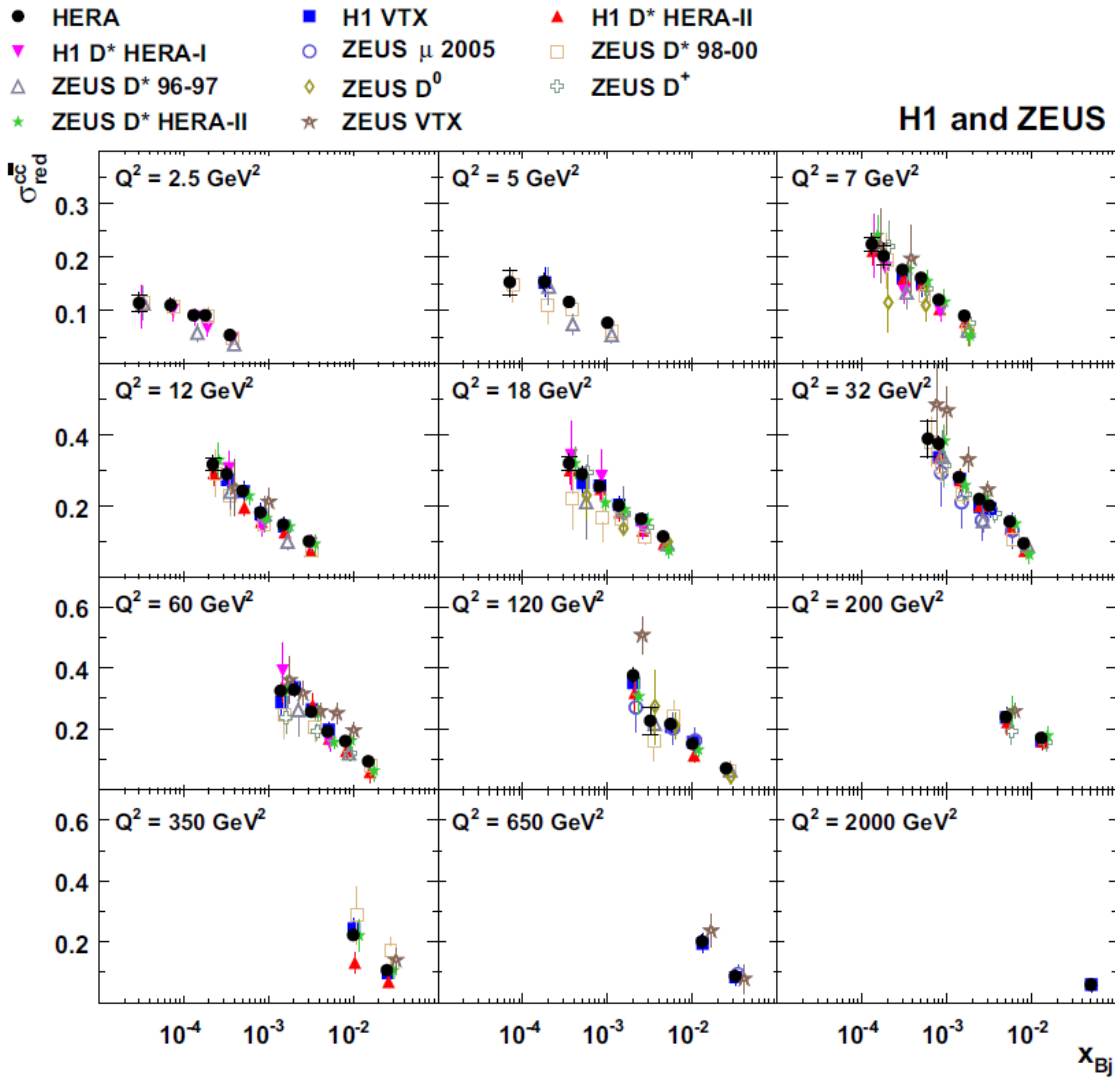 HERA H1 VTX H1 D* HERA-II
H1 D* HERA-I ZEUS μ 2005 ZEUS D* 98-00
ZEUS D* 96-97 ZEUS D⁰ ZEUS D⁺
ZEUS D* HERA-II ZEUS VTX
H1 and ZEUS
σ_red^cc̄
Q² = 2.5 GeV² Q² = 5 GeV² Q² = 7 GeV²
0.3
0.2
0.1
Q² = 12 GeV² Q² = 18 GeV² Q² = 32 GeV²
0.4
0.2
Q² = 60 GeV² Q² = 120 GeV² Q² = 200 GeV²
0.6
0.4
0.2
Q² = 350 GeV² Q² = 650 GeV² Q² = 2000 GeV²
0.6
0.4
0.2
10⁻⁴ 10⁻³ 10⁻² 10⁻⁴ 10⁻³ 10⁻² 10⁻⁴ 10⁻³ 10⁻²
x_Bj